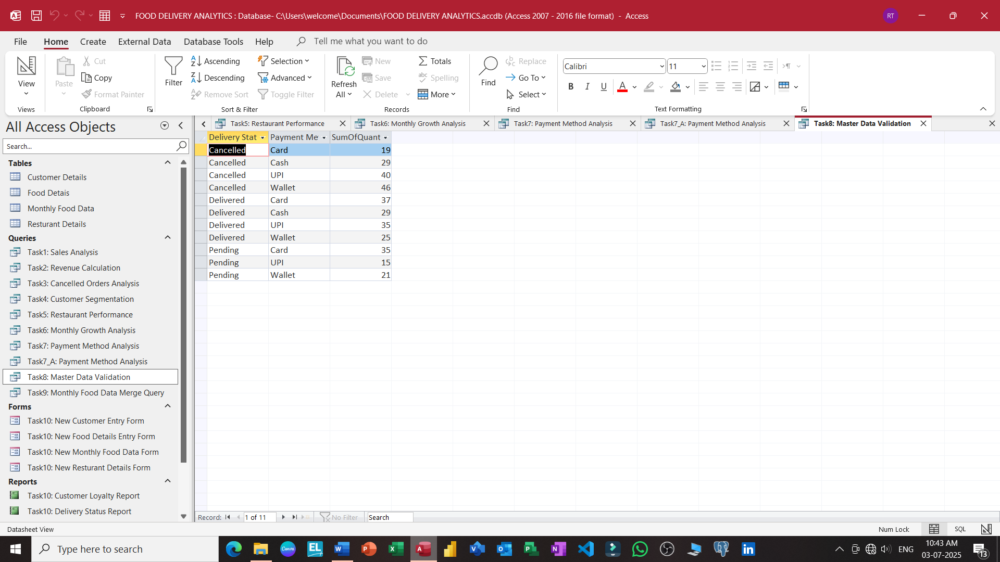 FOOD DELIVERY ANALYTICS : Database- C:\Users\welcome\Documents\FOOD DELIVERY ANALYTICS.accdb (Access 2007 - 2016 file format) - Access
RT
File Home Create External Data Database Tools Help Tell me what you want to do
View
Views
Paste
Cut
Copy
Format Painter
Clipboard
Filter
Ascending
Descending
Remove Sort
Selection
Advanced
Toggle Filter
Sort & Filter
Refresh
All
New
Save
Delete
Totals
Spelling
More
Records
Find
Replace
Go To
Select
Find
Calibri 11
B I U A
Text Formatting
All Access Objects
Search...
Tables
Customer Details
Food Detais
Monthly Food Data
Resturant Details
Queries
Task1: Sales Analysis
Task2: Revenue Calculation
Task3: Cancelled Orders Analysis
Task4: Customer Segmentation
Task5: Restaurant Performance
Task6: Monthly Growth Analysis
Task7: Payment Method Analysis
Task7_A: Payment Method Analysis
Task8: Master Data Validation
Task9: Monthly Food Data Merge Query
Forms
Task10: New Customer Entry Form
Task10: New Food Details Entry Form
Task10: New Monthly Food Data Form
Task10: New Resturant Details Form
Reports
Task10: Customer Loyalty Report
Task10: Delivery Status Report
Task5: Restaurant Performance Task6: Monthly Growth Analysis Task7: Payment Method Analysis Task7_A: Payment Method Analysis Task8: Master Data Validation
Delivery Stat Payment Me SumOfQuant
Cancelled Card 19
Cancelled Cash 29
Cancelled UPI 40
Cancelled Wallet 46
Delivered Card 37
Delivered Cash 29
Delivered UPI 35
Delivered Wallet 25
Pending Card 35
Pending UPI 15
Pending Wallet 21
Record: 1 of 11 No Filter Search
Datasheet View Num Lock SQL
Type here to search
ENG
10:43 AM
03-07-2025
13